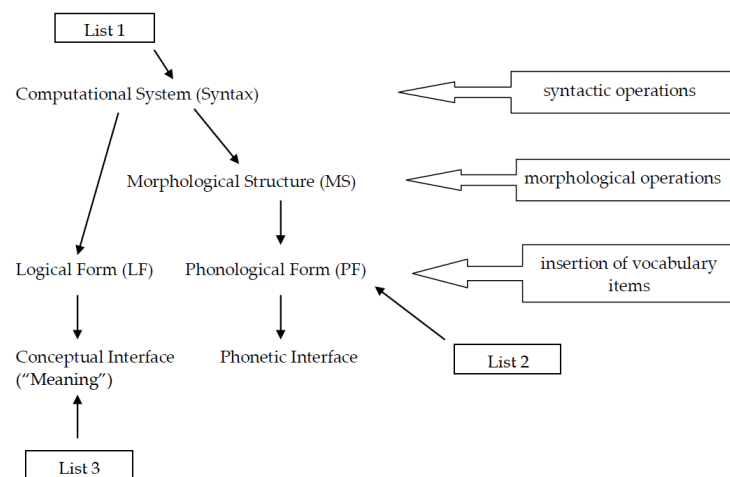 List 1
Computational System (Syntax)
syntactic operations
Morphological Structure (MS)
morphological operations
Logical Form (LF)
Phonological Form (PF)
insertion of vocabulary
items
Conceptual Interface
(“Meaning”)
Phonetic Interface
List 2
List 3